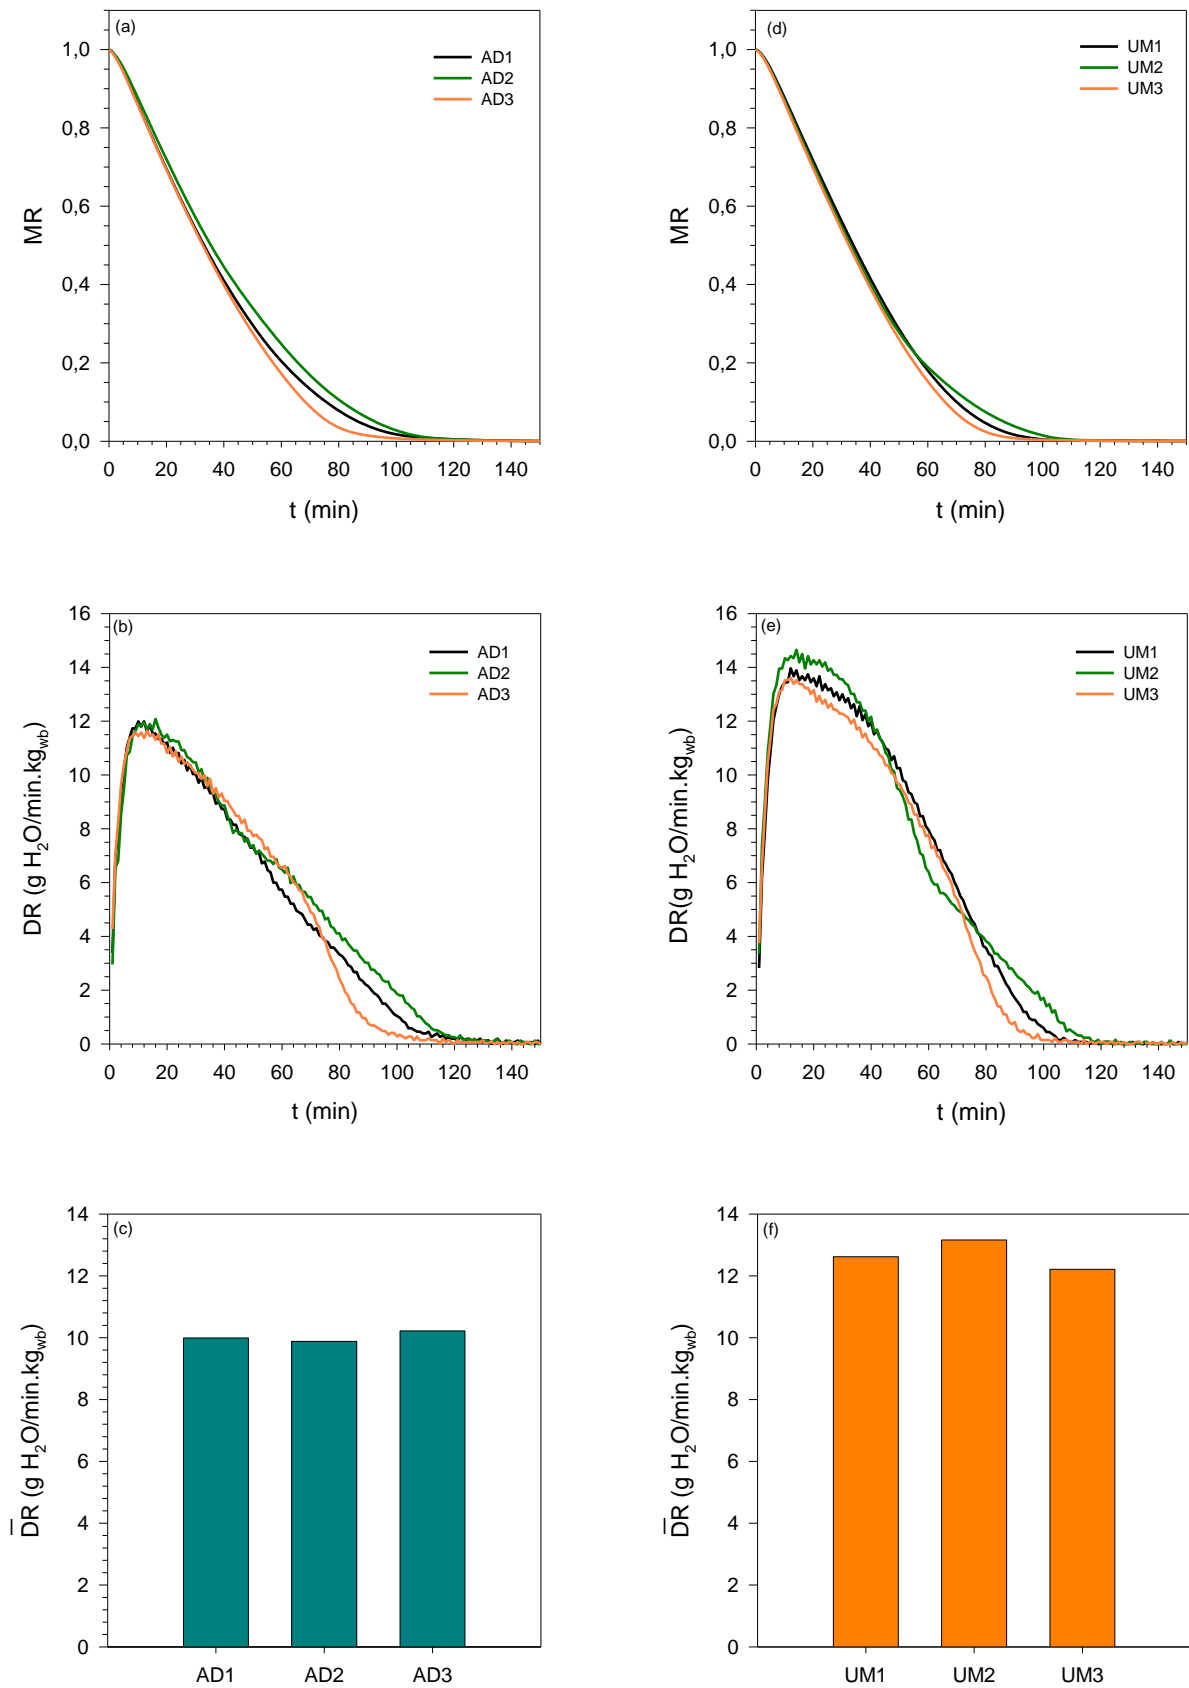 (a)
AD1
AD2
AD3
1,0
0,8
0,6
0,4
0,2
0,0
MR
0 20 40 60 80 100 120 140
t (min)
(d)
UM1
UM2
UM3
1,0
0,8
0,6
0,4
0,2
0,0
MR
0 20 40 60 80 100 120 140
t (min)
(b)
AD1
AD2
AD3
16
14
12
10
8
6
4
2
0
DR (g H₂O/min.kg_wb)
0 20 40 60 80 100 120 140
t (min)
(e)
UM1
UM2
UM3
16
14
12
10
8
6
4
2
0
DR(g H₂O/min.kg_wb)
0 20 40 60 80 100 120 140
t (min)
(c)
14
12
10
8
6
4
2
0
D̅R (g H₂O/min.kg_wb)
AD1 AD2 AD3
(f)
14
12
10
8
6
4
2
0
D̅R (g H₂O/min.kg_wb)
UM1 UM2 UM3